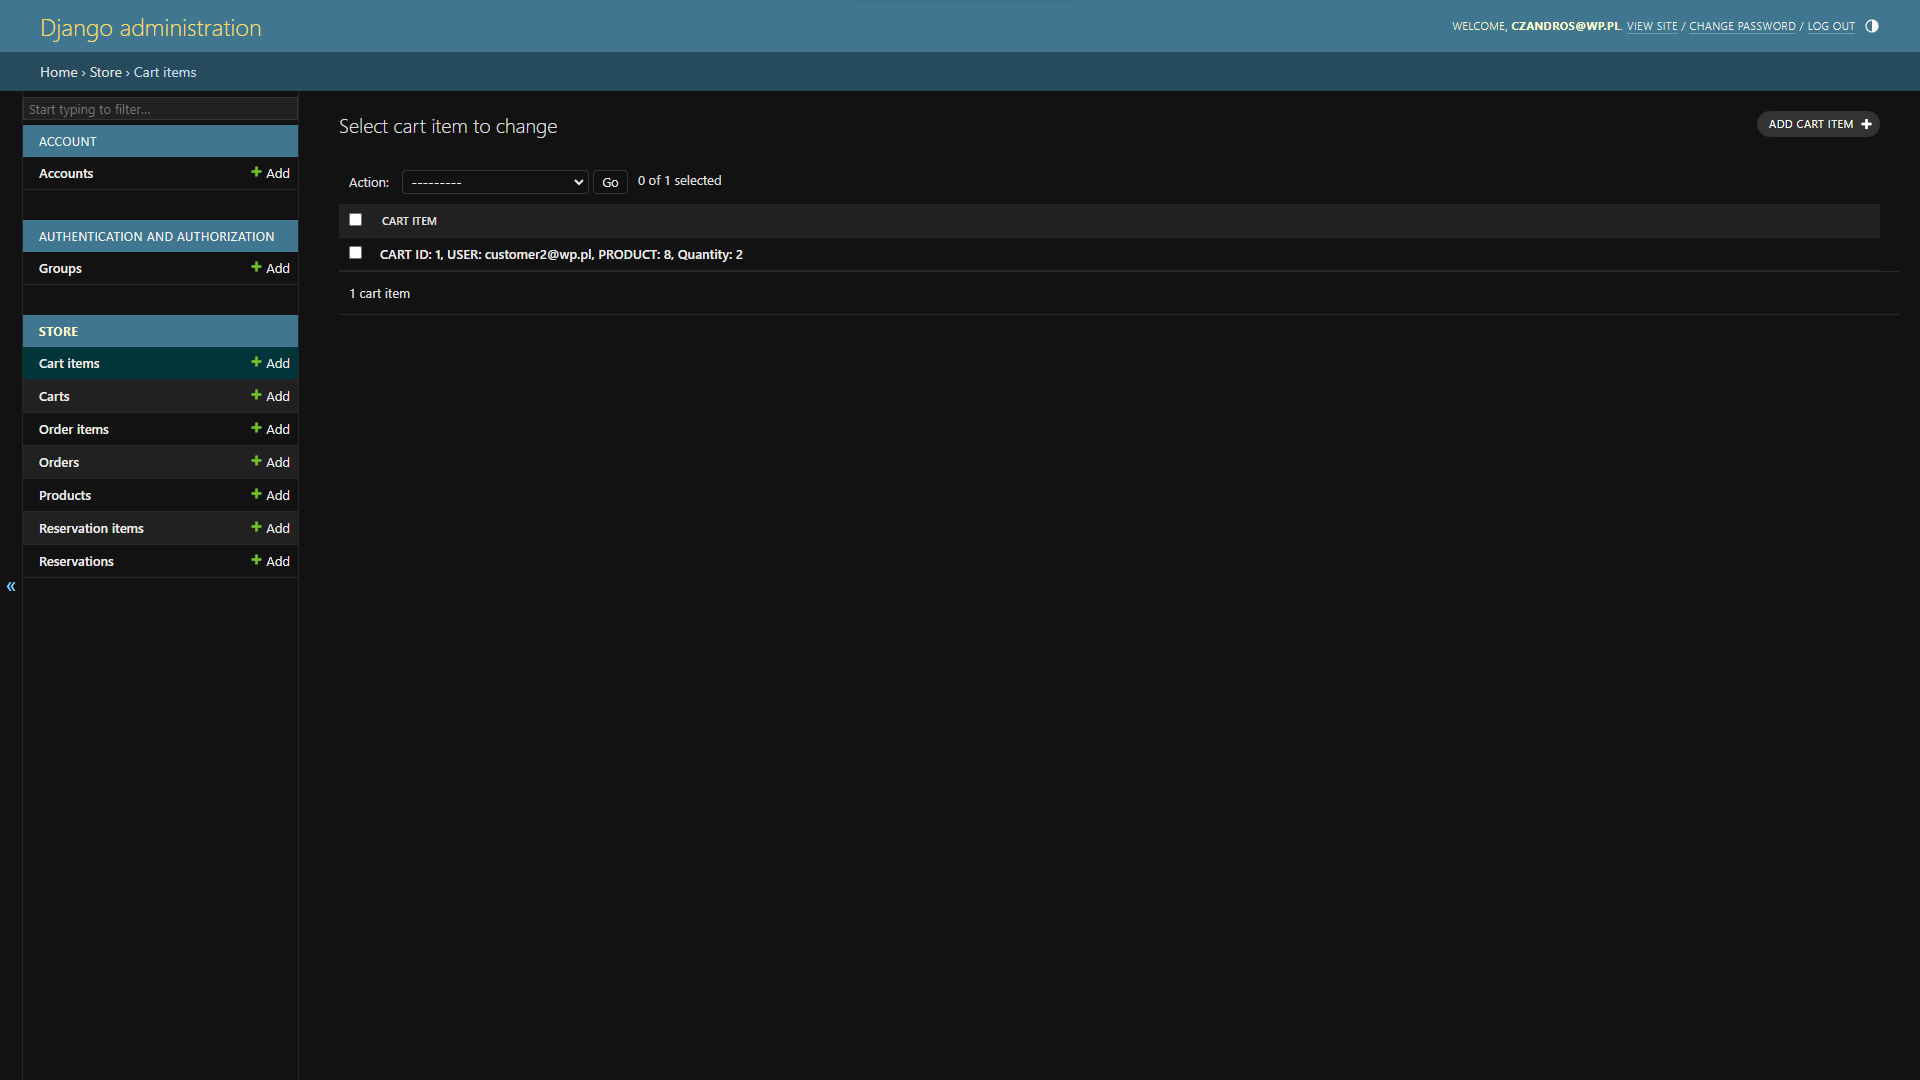 Django administration
WELCOME, CZANDROS@WP.PL. VIEW SITE / CHANGE PASSWORD / LOG OUT
Home › Store › Cart items
Start typing to filter...
ACCOUNT
Accounts + Add
AUTHENTICATION AND AUTHORIZATION
Groups + Add
STORE
Cart items + Add
Carts + Add
Order items + Add
Orders + Add
Products + Add
Reservation items + Add
Reservations + Add
«
Select cart item to change
ADD CART ITEM +
Action: --------- Go 0 of 1 selected
CART ITEM
CART ID: 1, USER: customer2@wp.pl, PRODUCT: 8, Quantity: 2
1 cart item